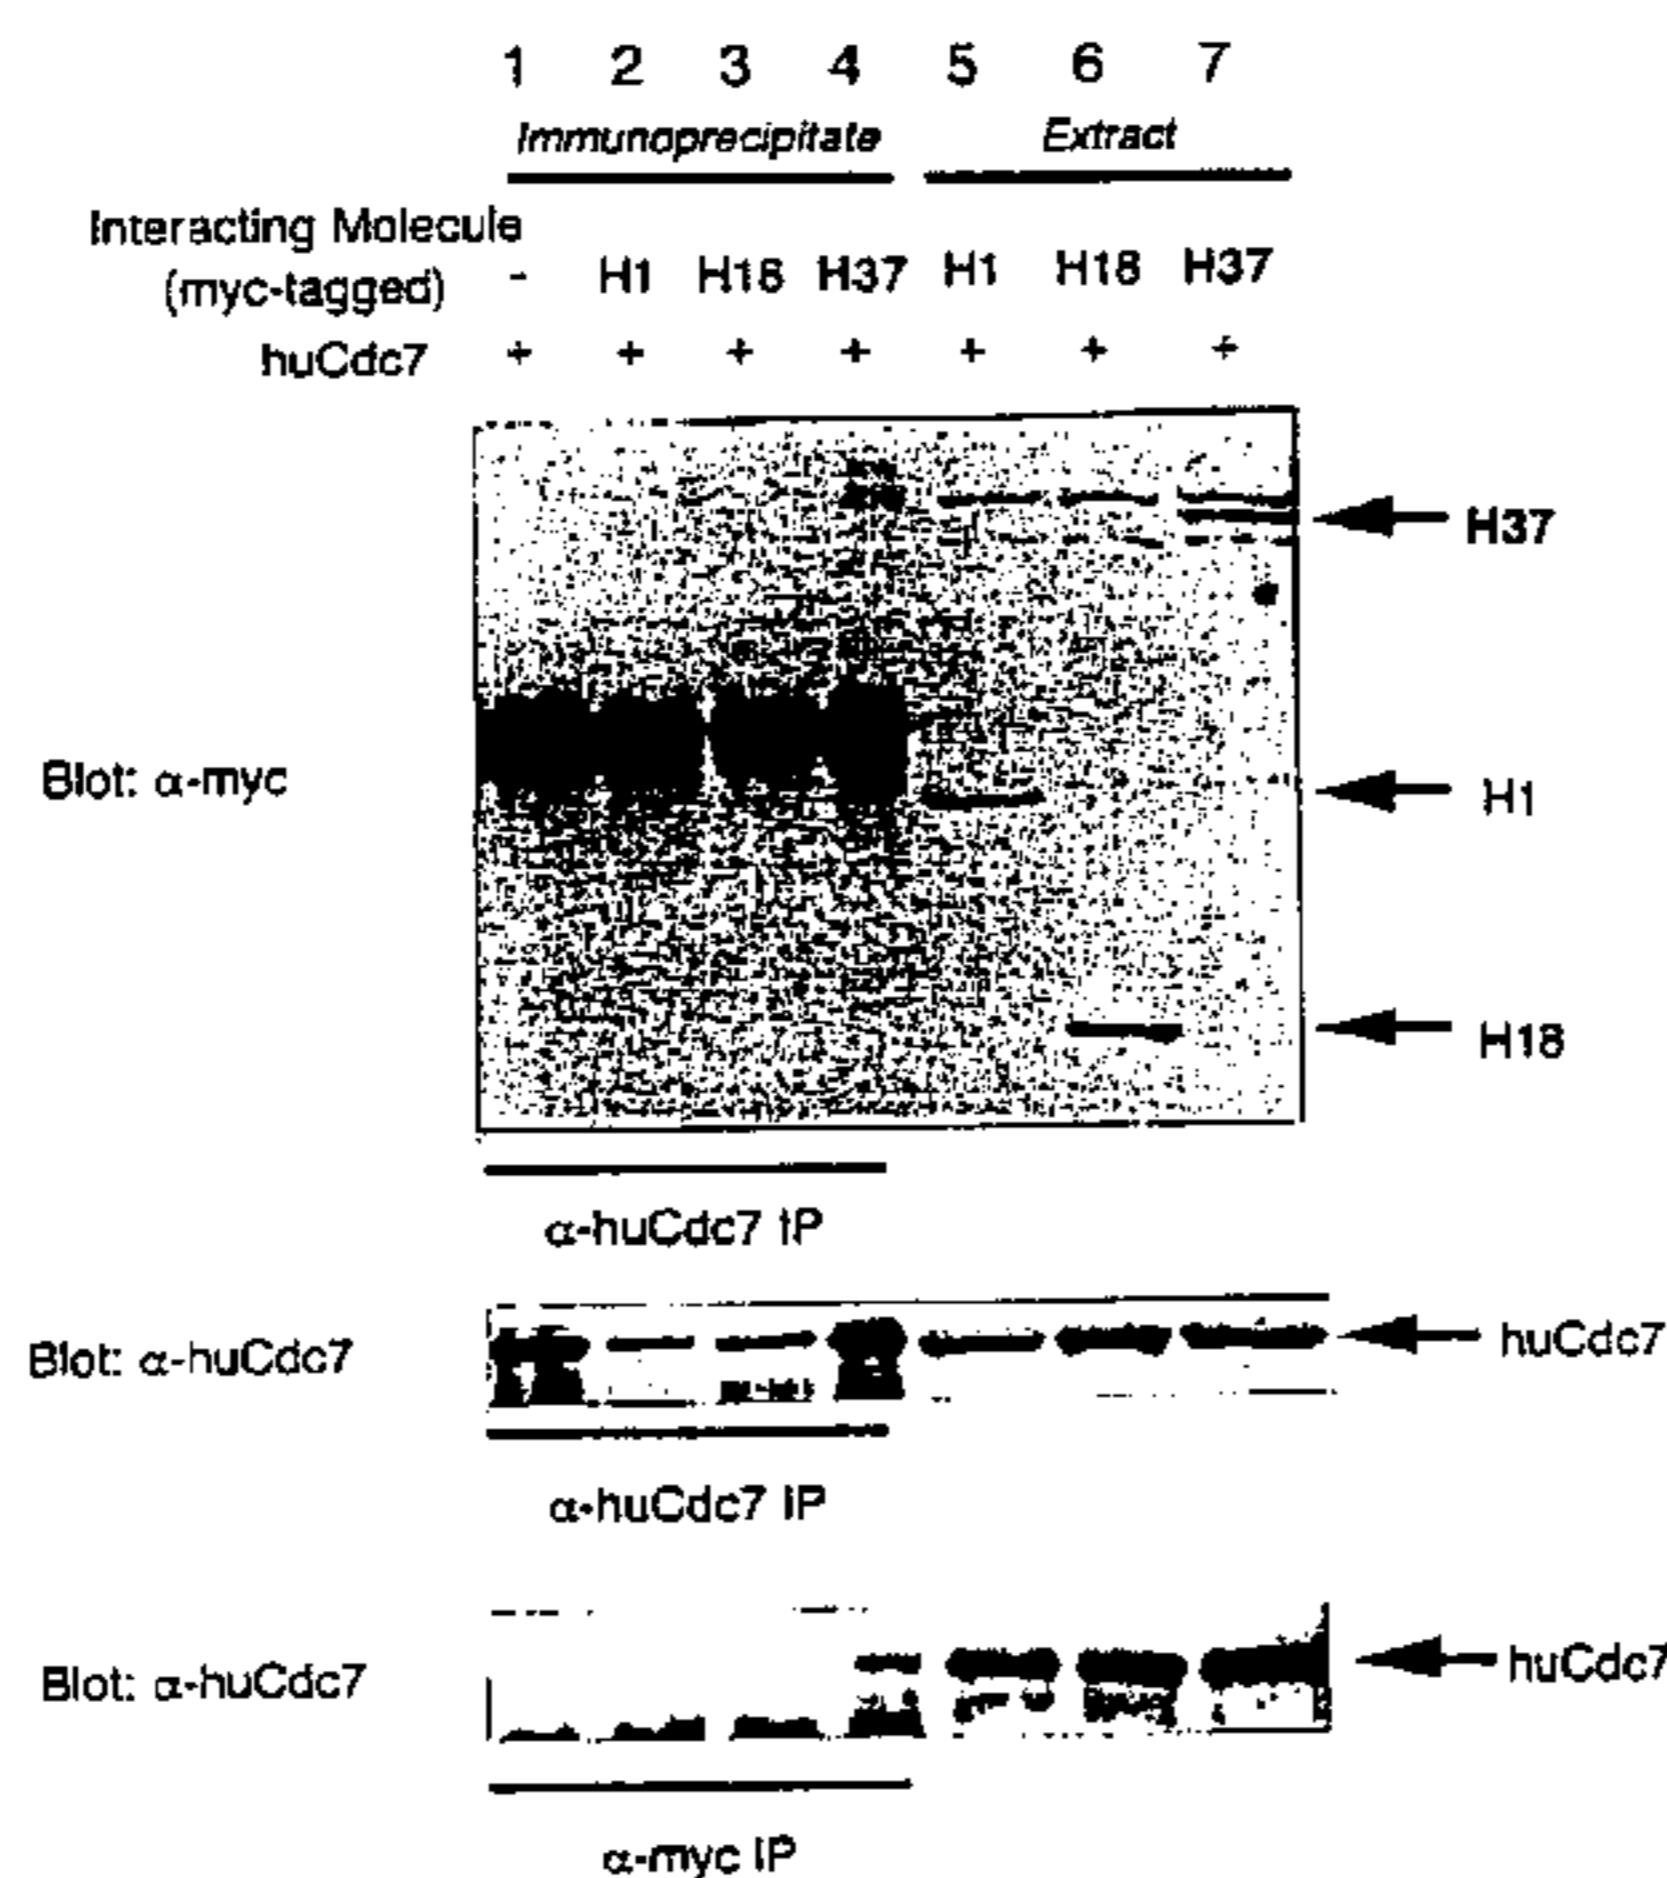 1 2 3 4 5 6 7
Immunoprecipitate Extract
Interacting Molecule
(myc-tagged) - H1 H18 H37 H1 H18 H37
huCdc7 + + + + + + +
H37
Blot: α-myc H1
H18
α-huCdc7 IP
Blot: α-huCdc7 huCdc7
α-huCdc7 IP
Blot: α-huCdc7 huCdc7
α-myc IP